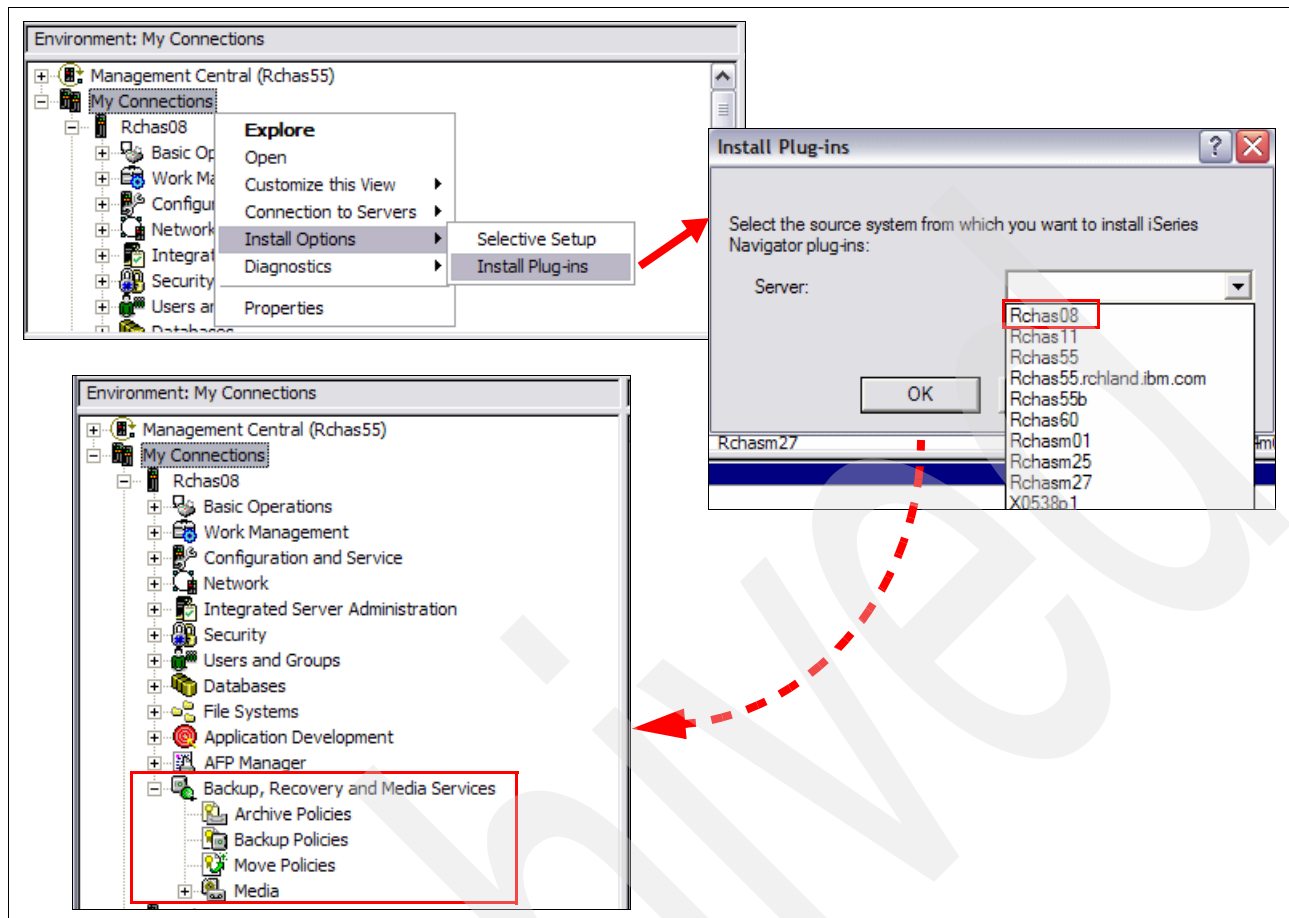 Environment: My Connections
Management Central (Rchas55)
My Connections
Rchas08
Basic Op
Work Ma
Configu
Network
Integrat
Security
Users ar
Databases
Explore
Open
Customize this View
Connection to Servers
Install Options
Diagnostics
Properties
Selective Setup
Install Plug-ins
Install Plug-ins
Select the source system from which you want to install iSeries
Navigator plug-ins:
Server:
Rchas08
Rchas11
Rchas55
Rchas55.rchland.ibm.com
Rchas55b
Rchas60
Rchasm01
Rchasm25
Rchasm27
X0538p1
OK
Rchasm27
Environment: My Connections
Management Central (Rchas55)
My Connections
Rchas08
Basic Operations
Work Management
Configuration and Service
Network
Integrated Server Administration
Security
Users and Groups
Databases
File Systems
Application Development
AFP Manager
Backup, Recovery and Media Services
Archive Policies
Backup Policies
Move Policies
Media
hived